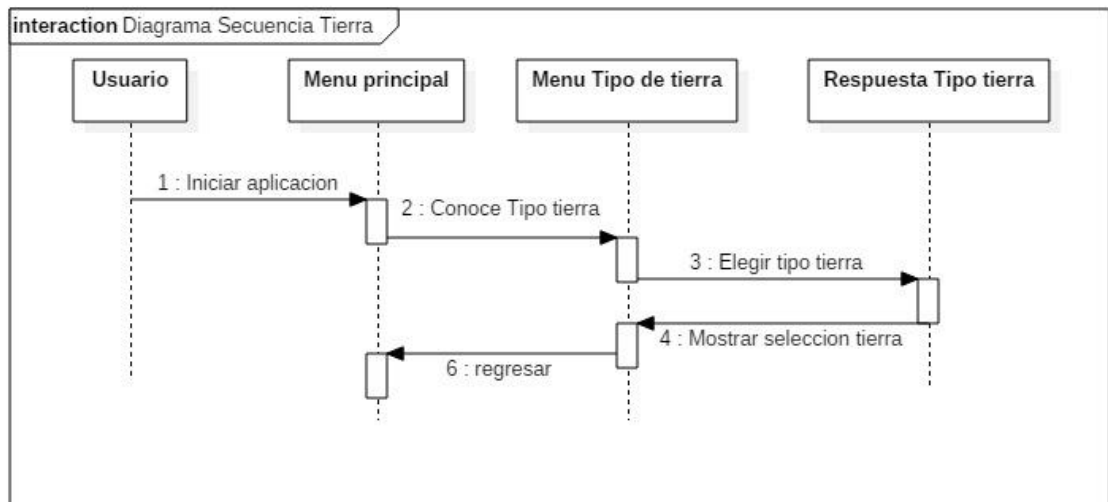 interaction Diagrama Secuencia Tierra
Usuario
Menu principal
Menu Tipo de tierra
Respuesta Tipo tierra
1 : Iniciar aplicacion
2 : Conoce Tipo tierra
3 : Elegir tipo tierra
4 : Mostrar seleccion tierra
6 : regresar